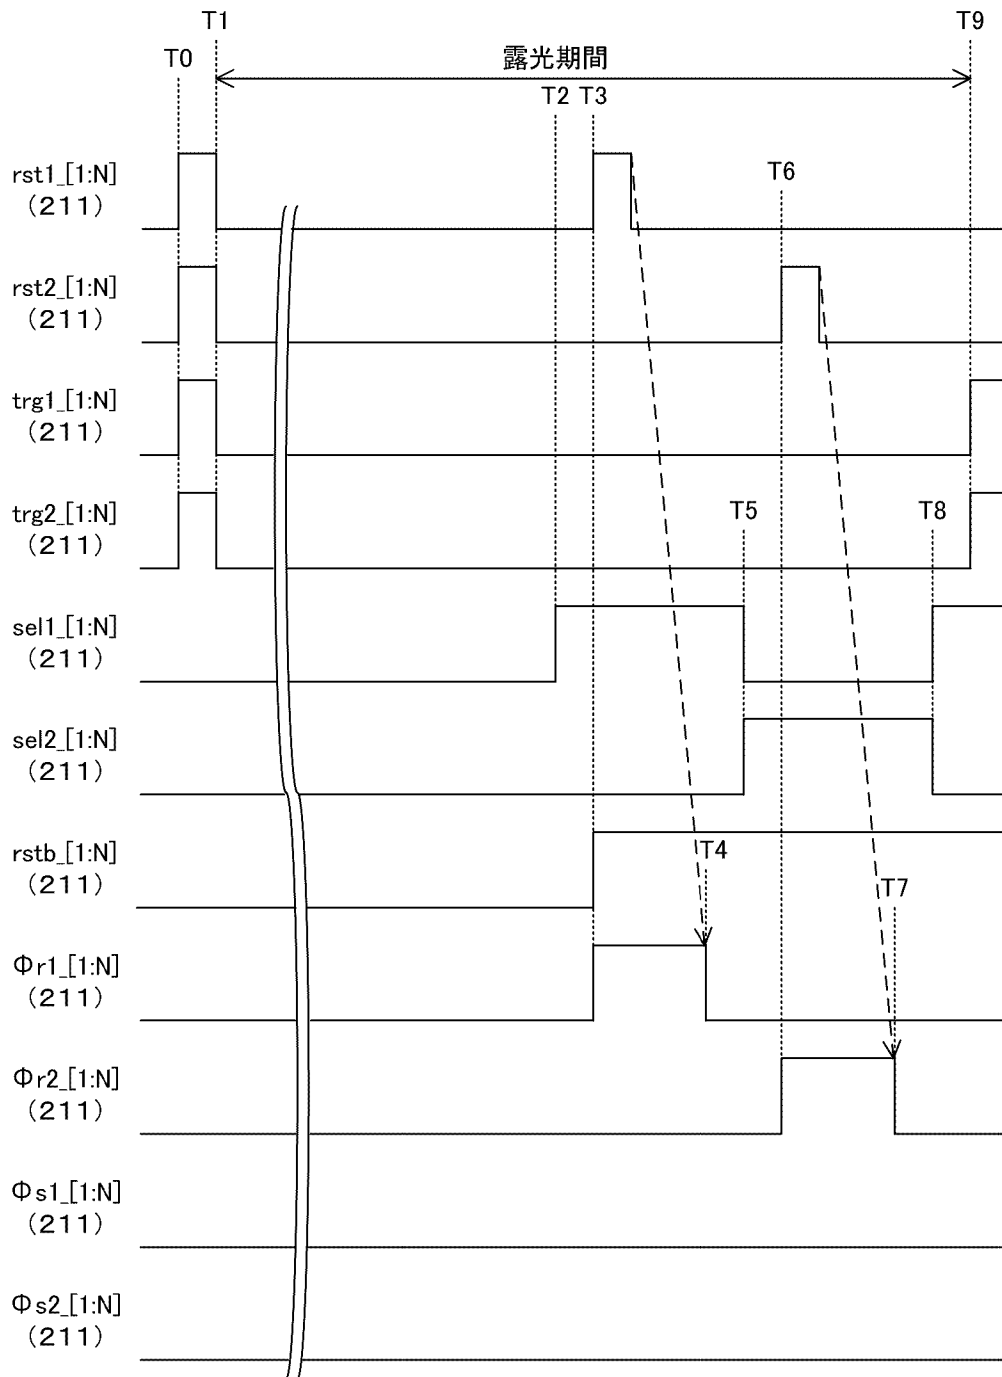 T1
T9
T0
露光期間
T2
T3
rst1_[1:N]
(211)
T6
rst2_[1:N]
(211)
trg1_[1:N]
(211)
trg2_[1:N]
(211)
T5
T8
sel1_[1:N]
(211)
sel2_[1:N]
(211)
rstb_[1:N]
(211)
T4
T7
Φr1_[1:N]
(211)
Φr2_[1:N]
(211)
Φs1_[1:N]
(211)
Φs2_[1:N]
(211)